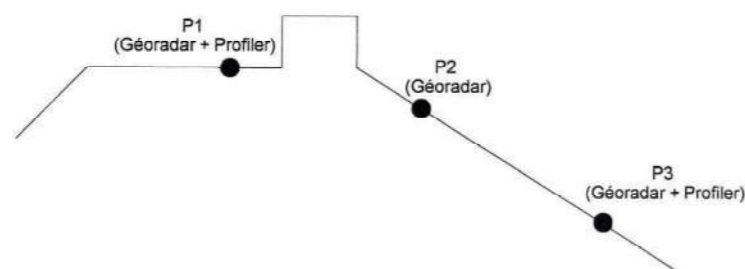 P1
(Géoradar + Profiler)
P2
(Géoradar)
P3
(Géoradar + Profiler)